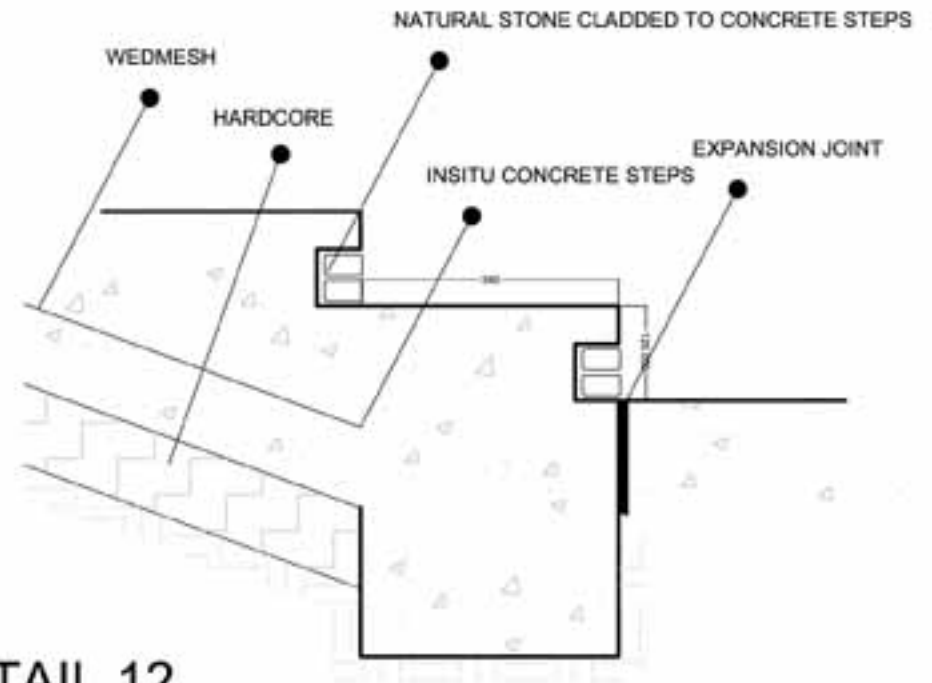 NATURAL STONE CLADDED TO CONCRETE STEPS
WEDMESH
HARDCORE
EXPANSION JOINT
INSITU CONCRETE STEPS
TAIL 12